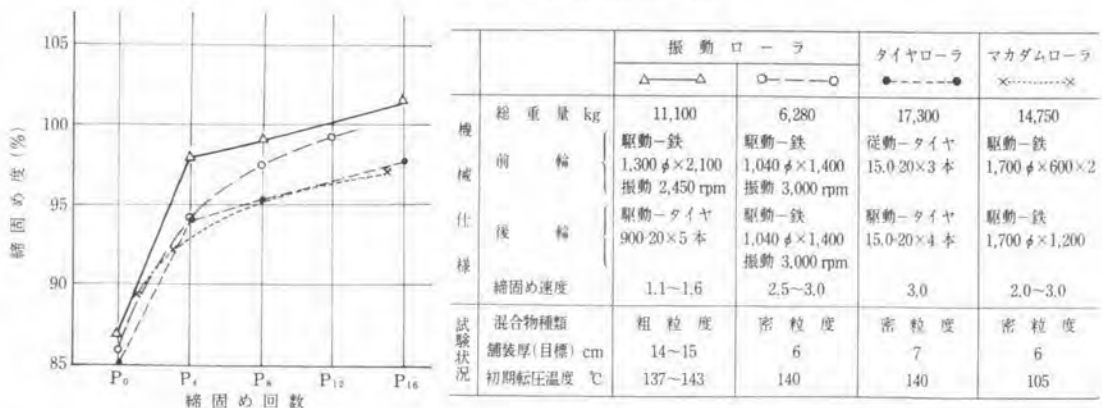 105
100
95
90
85
締固め度(%)
P₀ P₄ P₈ P₁₂ P₁₆
締固め回数
振動ローラ タイヤローラ マカダムローラ
機械仕様
総重量 kg 11,100 6,280 17,300 14,750
前輪
駆動-鉄 駆動-鉄 従動-タイヤ 駆動-鉄
1,300φ×2,100 1,040φ×1,400 15.0-20×3本 1,700φ×600×2
振動 2,450 rpm 振動 3,000 rpm
後輪
駆動-タイヤ 駆動-鉄 駆動-タイヤ 駆動-鉄
900-20×5本 1,040φ×1,400 15.0-20×4本 1,700φ×1,200
振動 3,000 rpm
締固め速度 1.1~1.6 2.5~3.0 3.0 2.0~3.0
試験状況
混合物種類 粗粒度 密粒度 密粒度 密粒度
舗装厚(目標) cm 14~15 6 7 6
初期転圧温度 ℃ 137~143 140 140 105